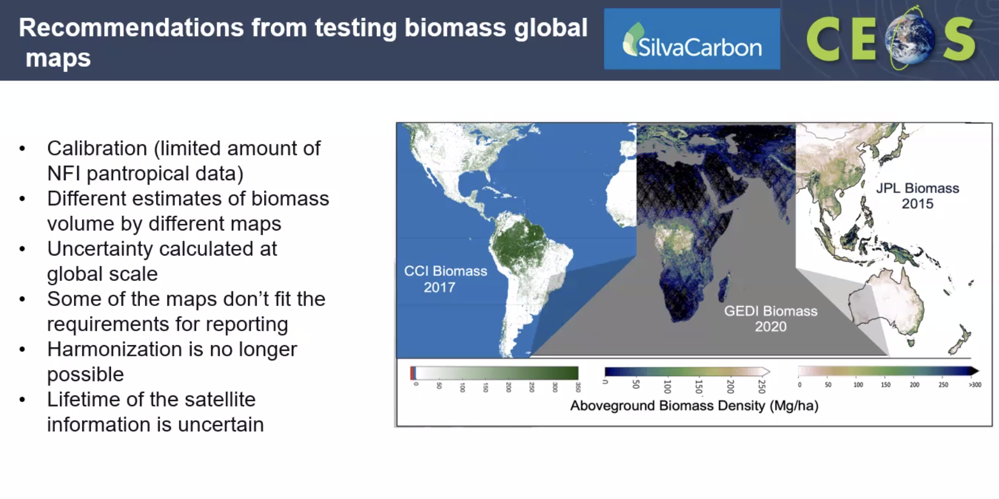 Recommendations from testing biomass global
maps
SilvaCarbon
CEOS
• Calibration (limited amount of
NFI pantropical data)
• Different estimates of biomass
volume by different maps
• Uncertainty calculated at
global scale
• Some of the maps don’t fit the
requirements for reporting
• Harmonization is no longer
possible
• Lifetime of the satellite
information is uncertain
CCI Biomass
2017
GEDI Biomass
2020
JPL Biomass
2015
0 50 100 150 200 250 300 350
0 50 100 150 200 250
0 50 100 150 200 250 >300
Aboveground Biomass Density (Mg/ha)